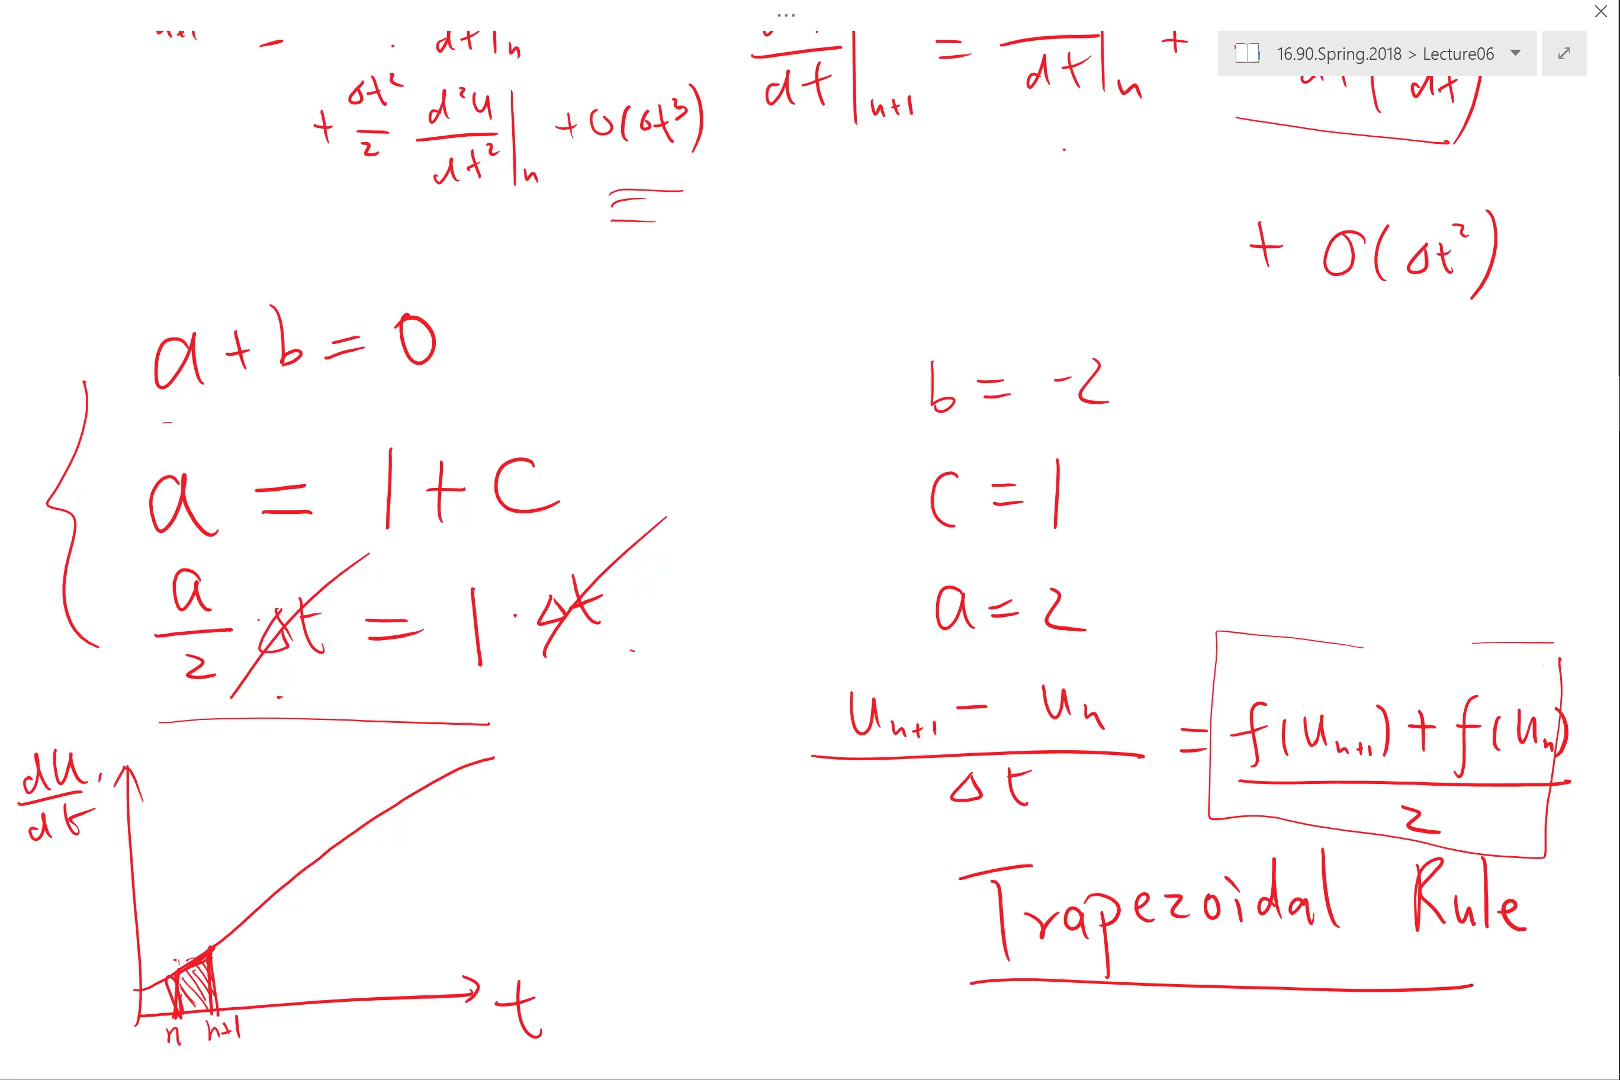 16.90.Spring.2018 > Lecture06
dt|ₙ
+ Δt²/2 d²u/dt²|ₙ + O(Δt³)
dt|ₙ₊₁ = dt|ₙ +
+ O(Δt²)
a + b = 0
a = 1 + c
a/2 Δt = 1 · Δt
b = -2
c = 1
a = 2
(uₙ₊₁ - uₙ)/Δt = (f(uₙ₊₁) + f(uₙ))/2
Trapezoidal Rule
du/dt
n n+1
t